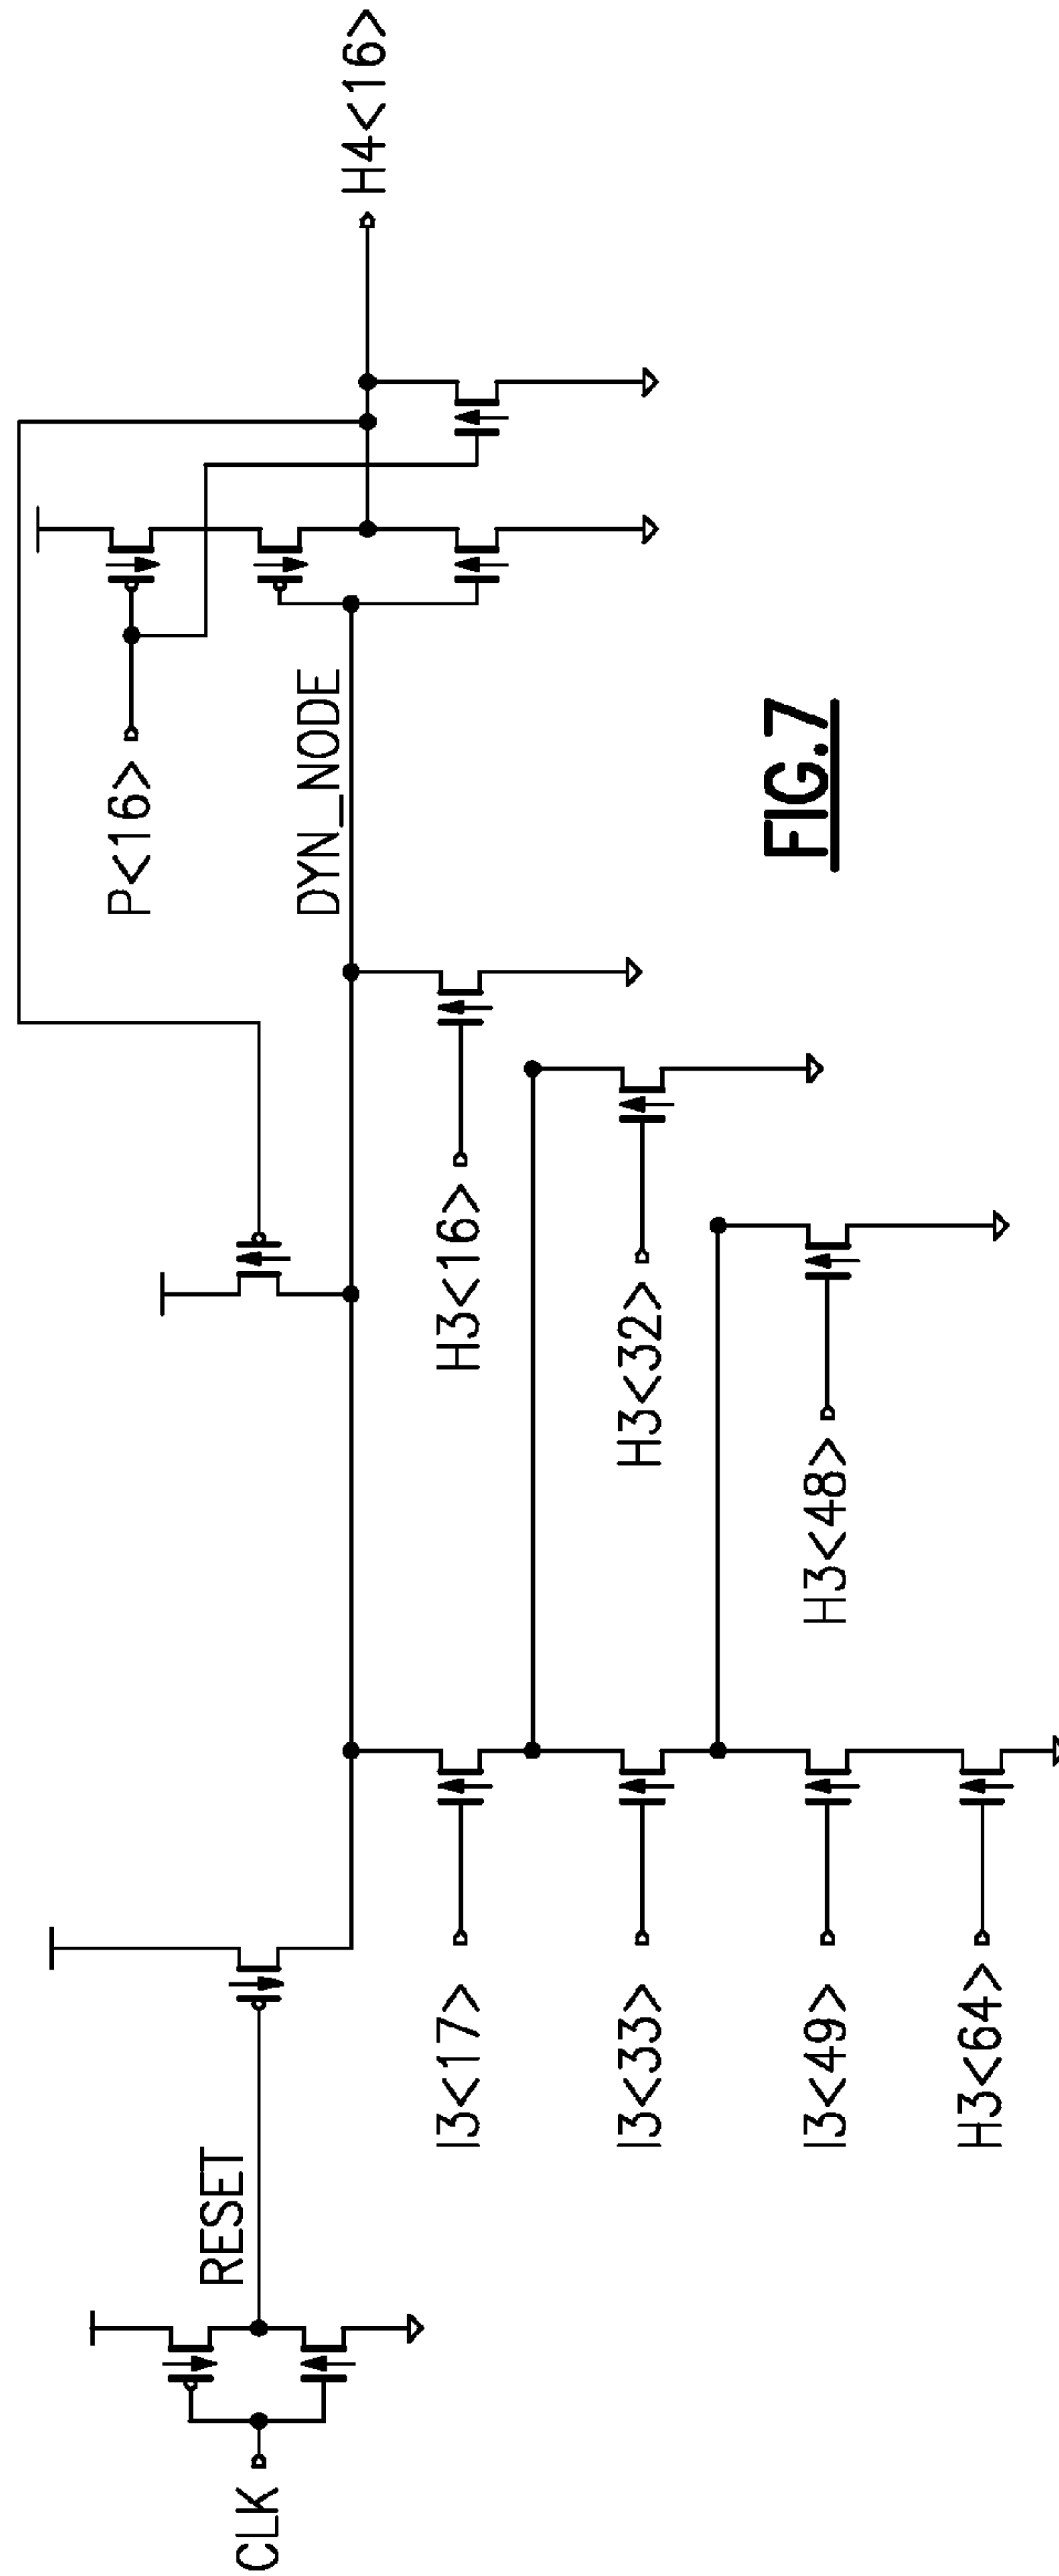 CLK
RESET
I3<17>
I3<33>
I3<49>
H3<64>
H3<16>
H3<32>
H3<48>
P<16>
DYN_NODE
H4<16>
FIG.7